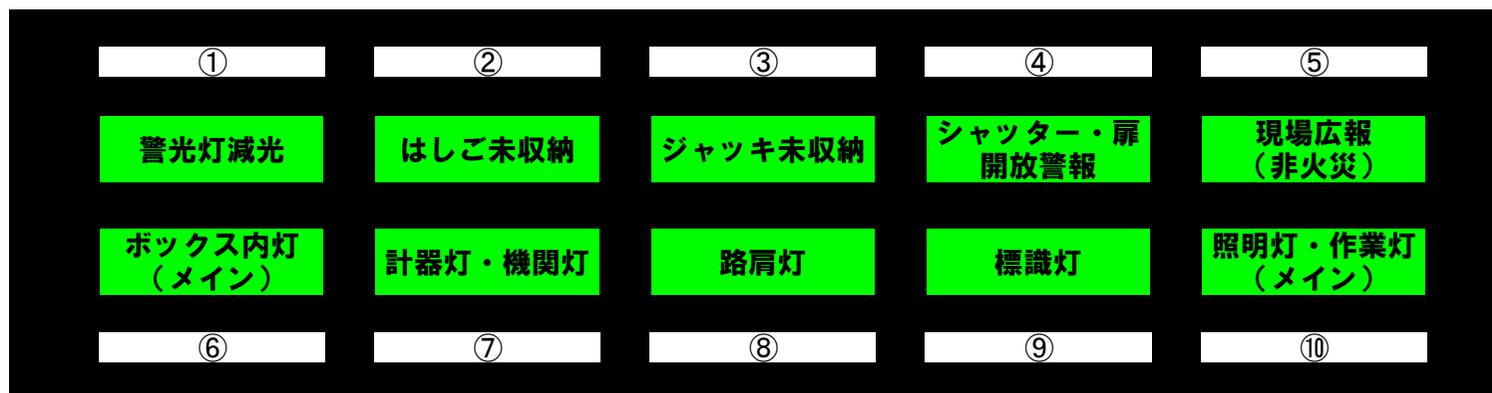 ①
②
③
④
⑤
警光灯減光
はしご未収納
ジャッキ未収納
シャッター・扉
開放警報
現場広報
（非火災）
ボックス内灯
（メイン）
計器灯・機関灯
路肩灯
標識灯
照明灯・作業灯
（メイン）
⑥
⑦
⑧
⑨
⑩